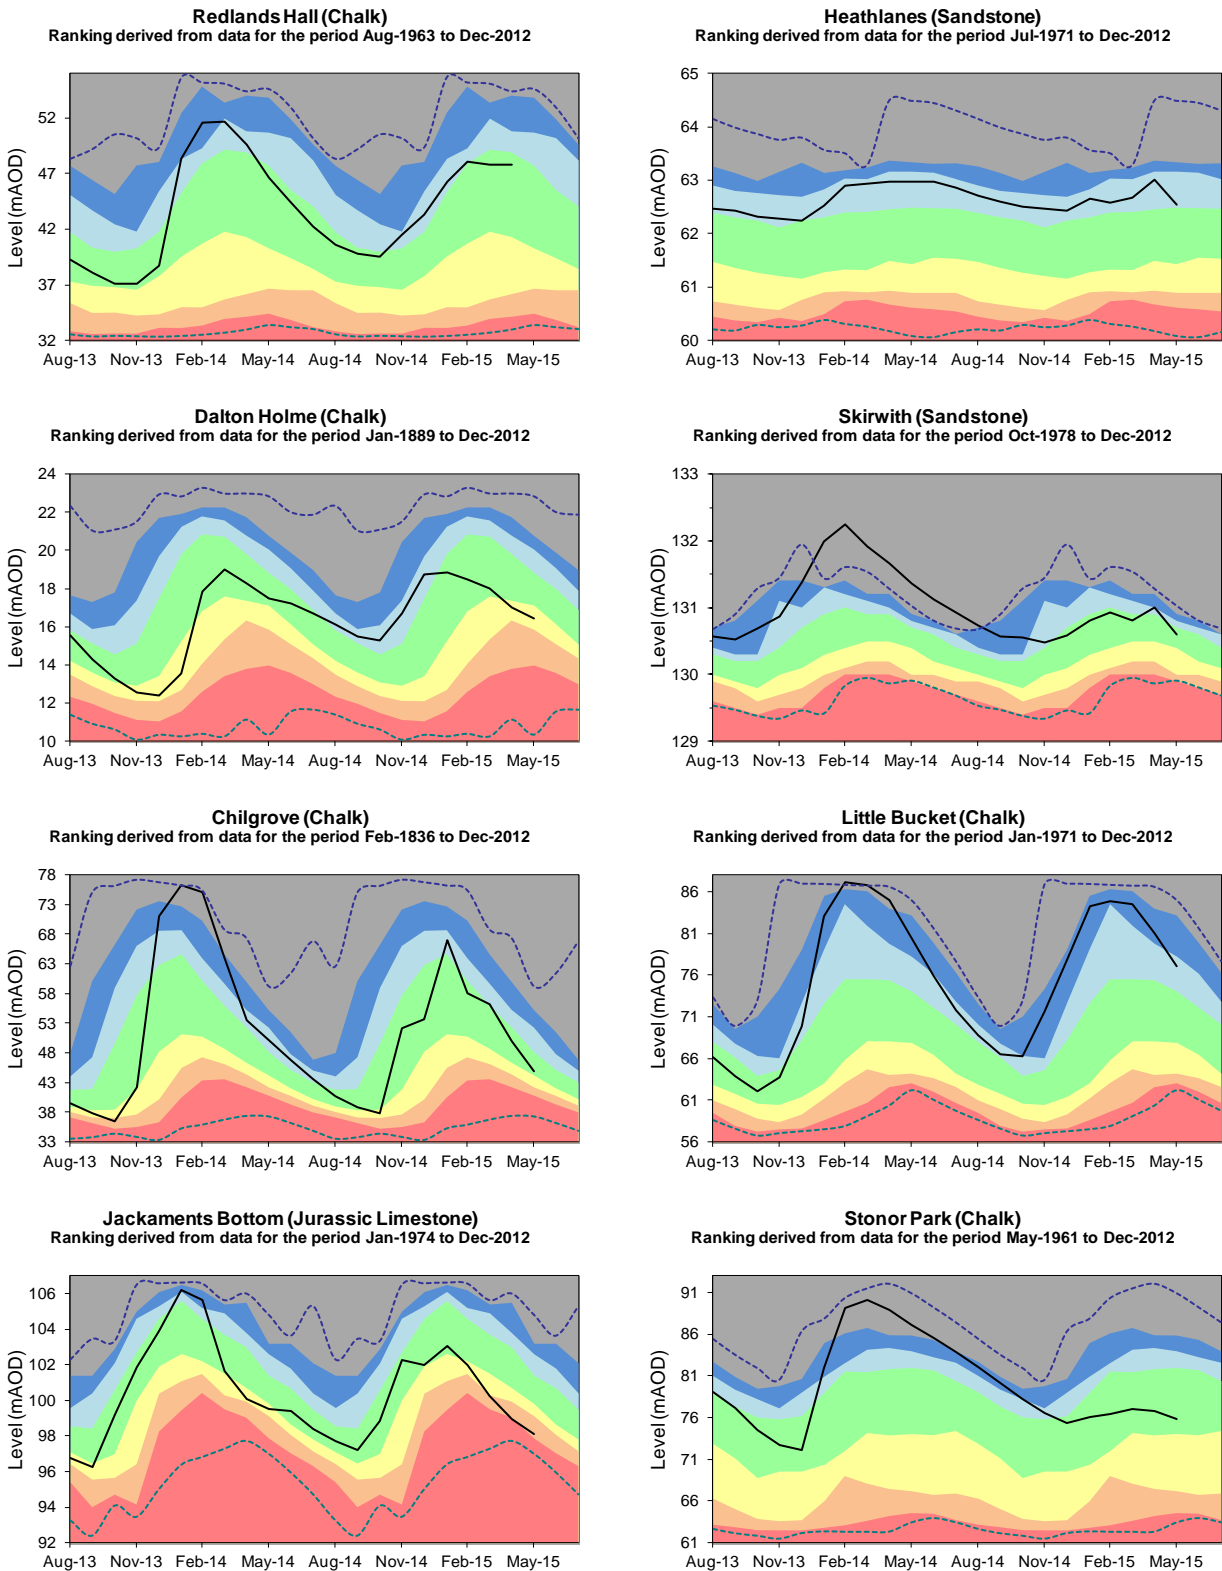 Redlands Hall (Chalk)
Ranking derived from data for the period Aug-1963 to Dec-2012
Level (mAOD)
52
47
42
37
32
Aug-13 Nov-13 Feb-14 May-14 Aug-14 Nov-14 Feb-15 May-15
Heathlanes (Sandstone)
Ranking derived from data for the period Jul-1971 to Dec-2012
Level (mAOD)
65
64
63
62
61
60
Aug-13 Nov-13 Feb-14 May-14 Aug-14 Nov-14 Feb-15 May-15
Dalton Holme (Chalk)
Ranking derived from data for the period Jan-1889 to Dec-2012
Level (mAOD)
24
22
20
18
16
14
12
10
Aug-13 Nov-13 Feb-14 May-14 Aug-14 Nov-14 Feb-15 May-15
Skirwith (Sandstone)
Ranking derived from data for the period Oct-1978 to Dec-2012
Level (mAOD)
133
132
131
130
129
Aug-13 Nov-13 Feb-14 May-14 Aug-14 Nov-14 Feb-15 May-15
Chilgrove (Chalk)
Ranking derived from data for the period Feb-1836 to Dec-2012
Level (mAOD)
78
73
68
63
58
53
48
43
38
33
Aug-13 Nov-13 Feb-14 May-14 Aug-14 Nov-14 Feb-15 May-15
Little Bucket (Chalk)
Ranking derived from data for the period Jan-1971 to Dec-2012
Level (mAOD)
86
81
76
71
66
61
56
Aug-13 Nov-13 Feb-14 May-14 Aug-14 Nov-14 Feb-15 May-15
Jackaments Bottom (Jurassic Limestone)
Ranking derived from data for the period Jan-1974 to Dec-2012
Level (mAOD)
106
104
102
100
98
96
94
92
Aug-13 Nov-13 Feb-14 May-14 Aug-14 Nov-14 Feb-15 May-15
Stonor Park (Chalk)
Ranking derived from data for the period May-1961 to Dec-2012
Level (mAOD)
91
86
81
76
71
66
61
Aug-13 Nov-13 Feb-14 May-14 Aug-14 Nov-14 Feb-15 May-15